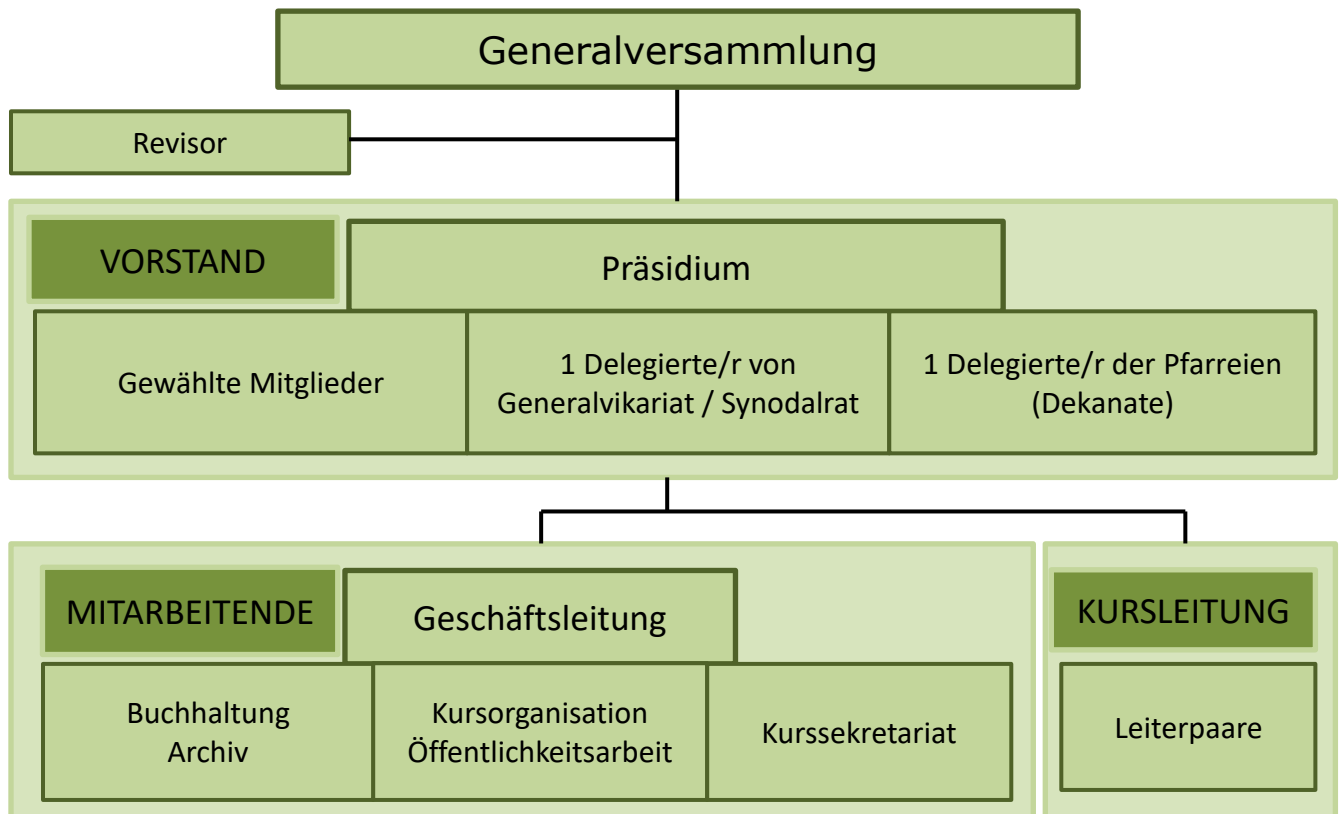 Generalversammlung
Revisor
VORSTAND
Präsidium
Gewählte Mitglieder
1 Delegierte/r von
Generalvikariat / Synodalrat
1 Delegierte/r der Pfarreien
(Dekanate)
MITARBEITENDE
Geschäftsleitung
Buchhaltung
Archiv
Kursorganisation
Öffentlichkeitsarbeit
Kurssekretariat
KURSLEITUNG
Leiterpaare